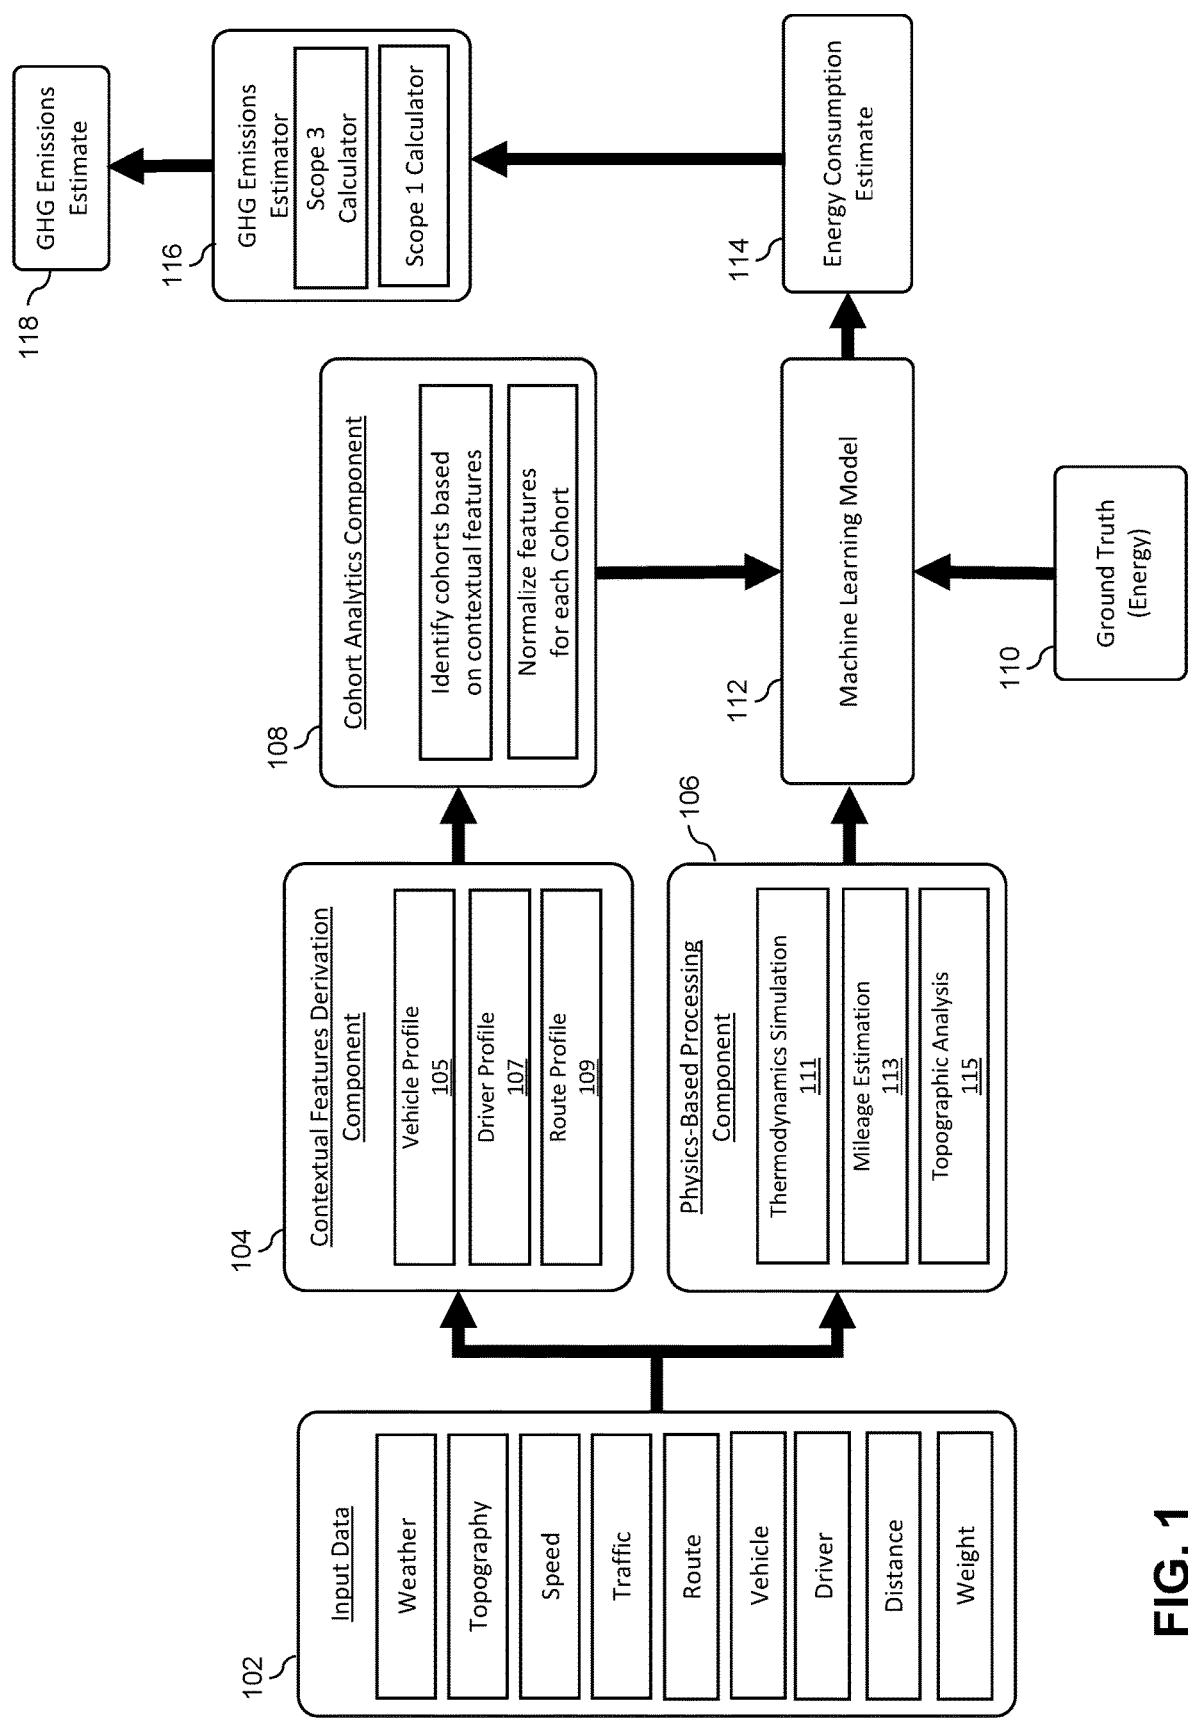 102
Input Data
Weather
Topography
Speed
Traffic
Route
Vehicle
Driver
Distance
Weight
104
Contextual Features Derivation
Component
Vehicle Profile
105
Driver Profile
107
Route Profile
109
106
Physics-Based Processing
Component
Thermodynamics Simulation
111
Mileage Estimation
113
Topographic Analysis
115
108
Cohort Analytics Component
Identify cohorts based
on contextual features
Normalize features
for each Cohort
112
Machine Learning Model
110
Ground Truth
(Energy)
114
Energy Consumption
Estimate
116
GHG Emissions
Estimator
Scope 3
Calculator
Scope 1 Calculator
118
GHG Emissions
Estimate
FIG. 1